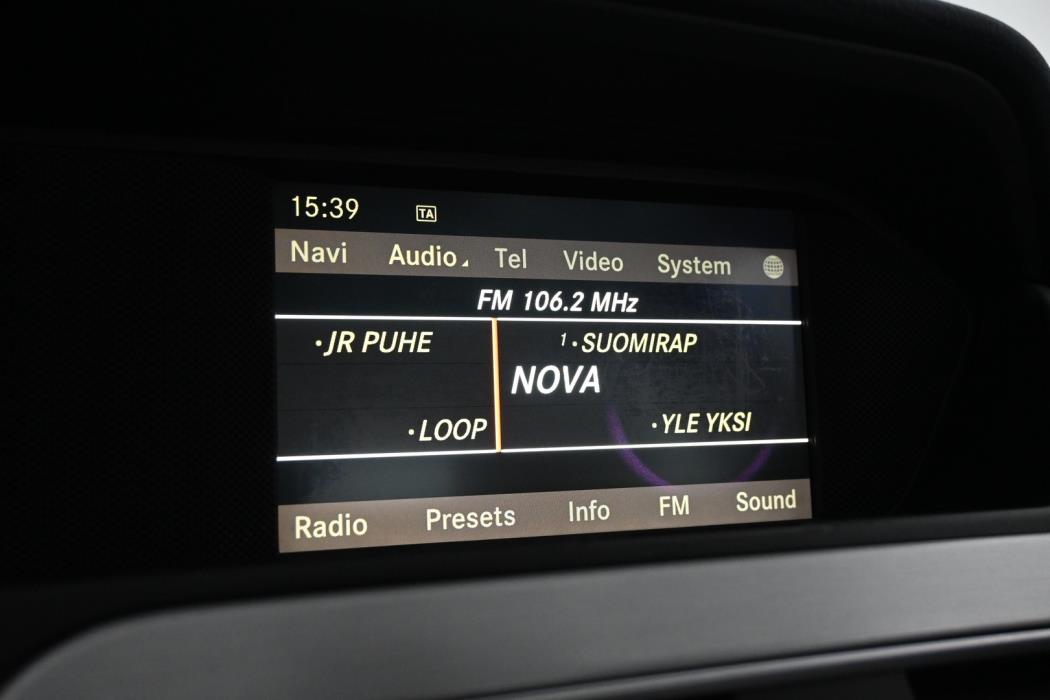 15:39 TA
Navi Audio Tel Video System
FM 106.2 MHz
·JR PUHE 1·SUOMIRAP
NOVA
·LOOP ·YLE YKSI
Radio Presets Info FM Sound